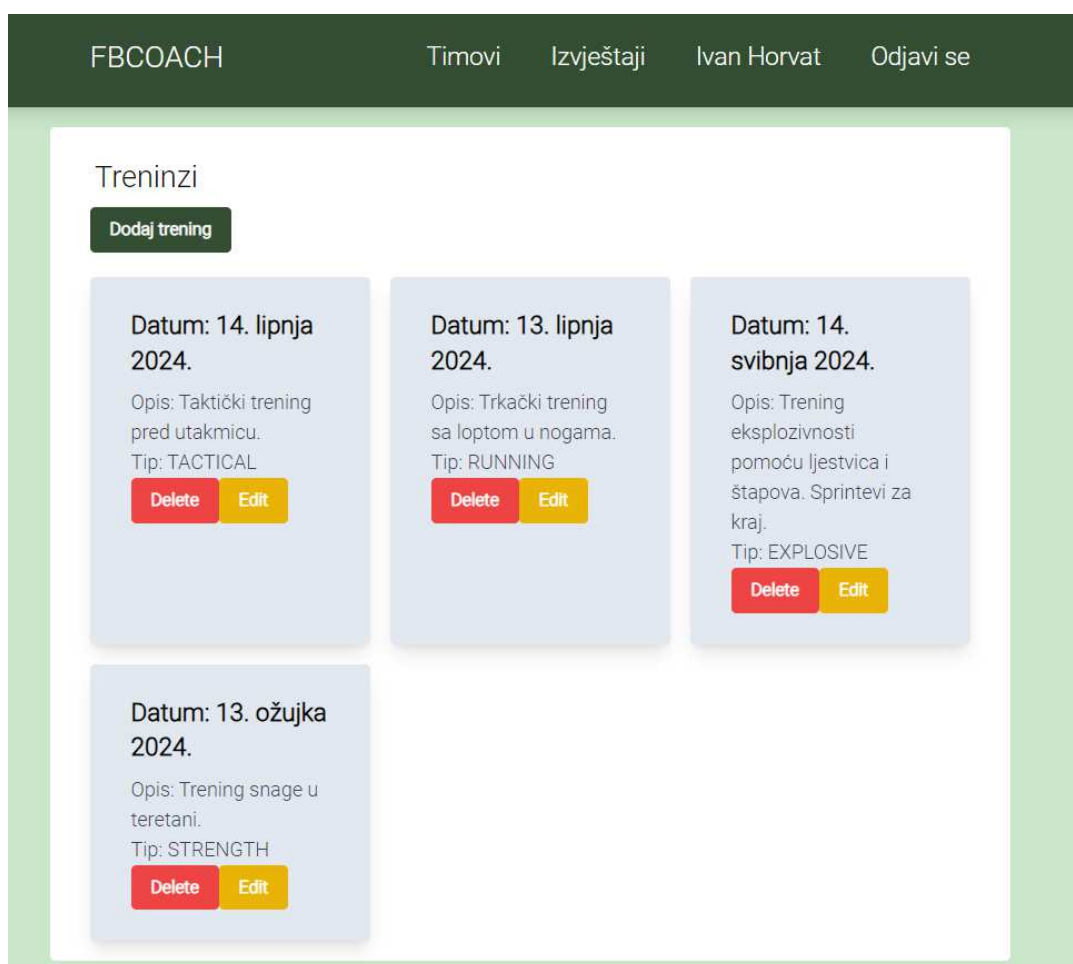 FBCOACH
Timovi
Izvještaji
Ivan Horvat
Odjavi se
Treninzi
Dodaj trening
Datum: 14. lipnja
2024.
Opis: Taktički trening
pred utakmicu.
Tip: TACTICAL
Delete
Edit
Datum: 13. lipnja
2024.
Opis: Trkački trening
sa loptom u nogama.
Tip: RUNNING
Delete
Edit
Datum: 14.
svibnja 2024.
Opis: Trening
eksplozivnosti
pomoću ljestvica i
štapova. Sprintevi za
kraj.
Tip: EXPLOSIVE
Delete
Edit
Datum: 13. ožujka
2024.
Opis: Trening snage u
teretani.
Tip: STRENGTH
Delete
Edit